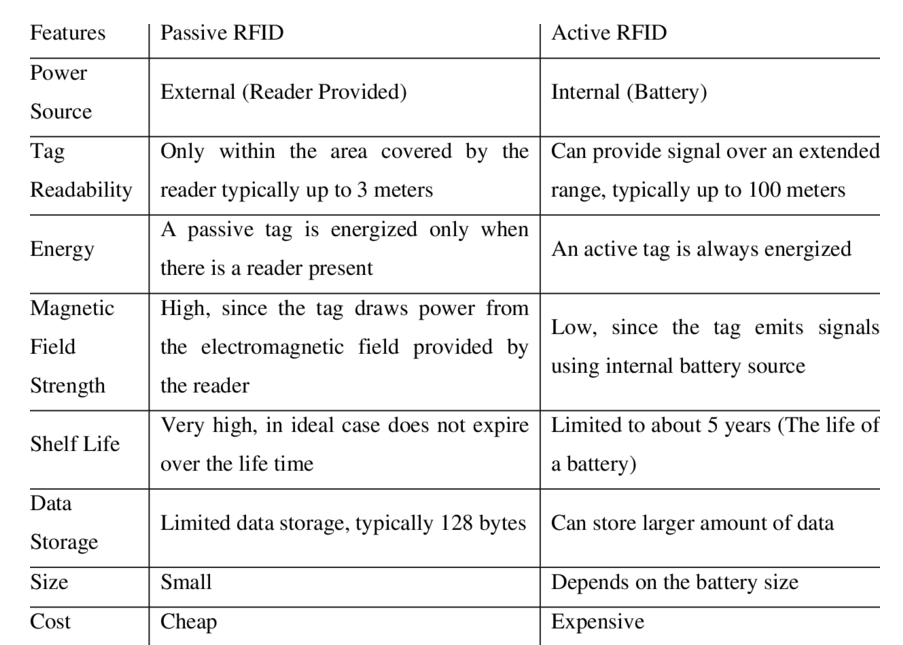 Features Passive RFID Active RFID
Power
Source
External (Reader Provided)
Internal (Battery)
Tag
Readability
Only within the area covered by the
reader typically up to 3 meters
Can provide signal over an extended
range, typically up to 100 meters
Energy
A passive tag is energized only when
there is a reader present
An active tag is always energized
Magnetic
Field
Strength
High, since the tag draws power from
the electromagnetic field provided by
the reader
Low, since the tag emits signals
using internal battery source
Shelf Life
Very high, in ideal case does not expire
over the life time
Limited to about 5 years (The life of
a battery)
Data
Storage
Limited data storage, typically 128 bytes
Can store larger amount of data
Size Small Depends on the battery size
Cost Cheap Expensive